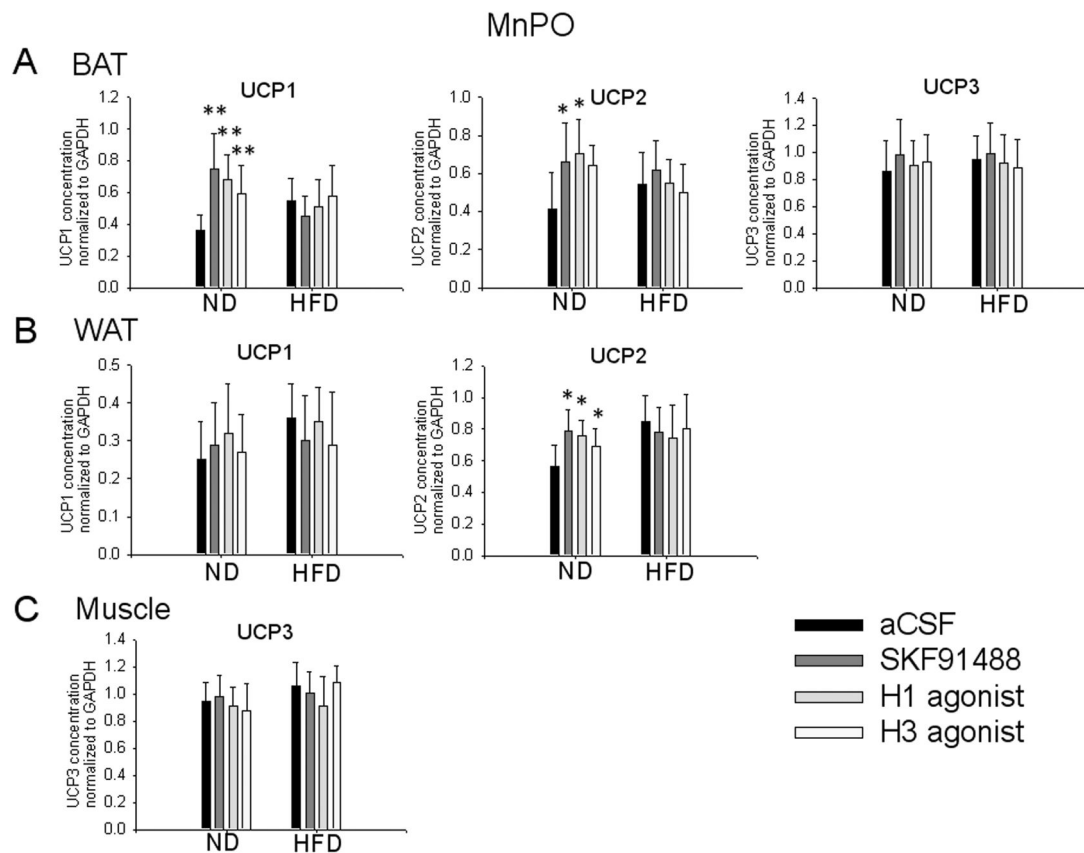 MnPO
A BAT
UCP1
UCP1 concentration
normalized to GAPDH
1.2
1.0
0.8
0.6
0.4
0.2
0.0
**
**
**
ND HFD
UCP2
UCP2 concentration
normalized to GAPDH
1.0
0.8
0.6
0.4
0.2
0.0
* *
ND HFD
UCP3
UCP3 concentration
normalized to GAPDH
1.4
1.2
1.0
0.8
0.6
0.4
0.2
0.0
ND HFD
B WAT
UCP1
UCP1 concentration
normalized to GAPDH
0.5
0.4
0.3
0.2
0.1
0.0
ND HFD
UCP2
UCP2 concentration
normalized to GAPDH
1.2
1.0
0.8
0.6
0.4
0.2
0.0
* * *
ND HFD
C Muscle
UCP3
UCP3 concentration
normalized to GAPDH
1.4
1.2
1.0
0.8
0.6
0.4
0.2
0.0
ND HFD
aCSF
SKF91488
H1 agonist
H3 agonist